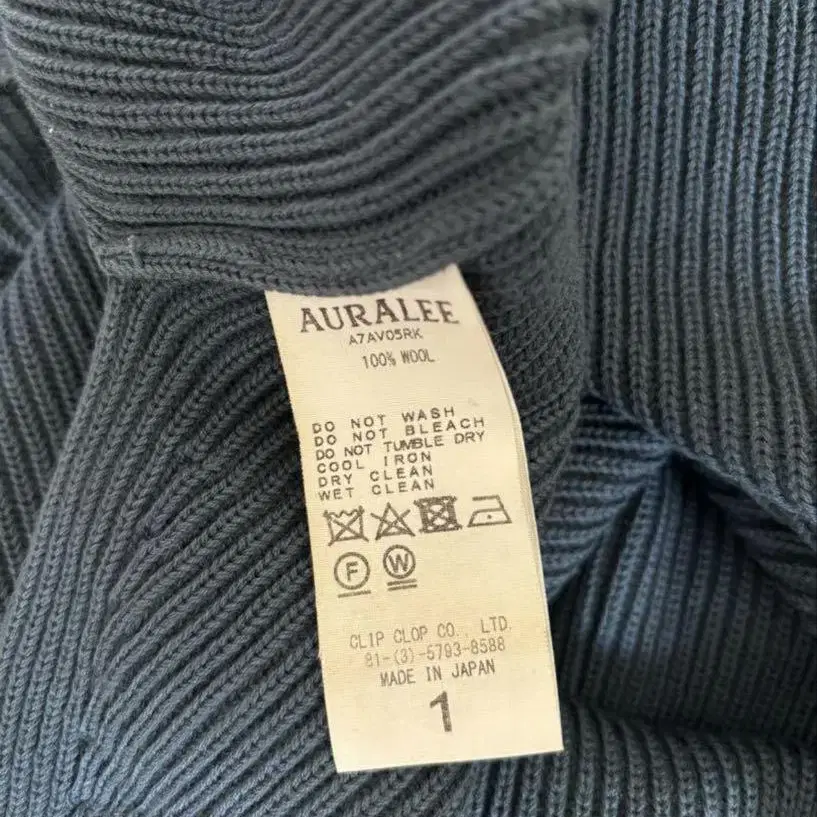 AURALEE
A7AV05RK
100% WOOL
DO NOT WASH
DO NOT BLEACH
DO NOT TUMBLE DRY
COOL IRON
DRY CLEAN
WET CLEAN
F W
CLIP CLOP CO., LTD.
81-(3)-5793-8588
MADE IN JAPAN
1